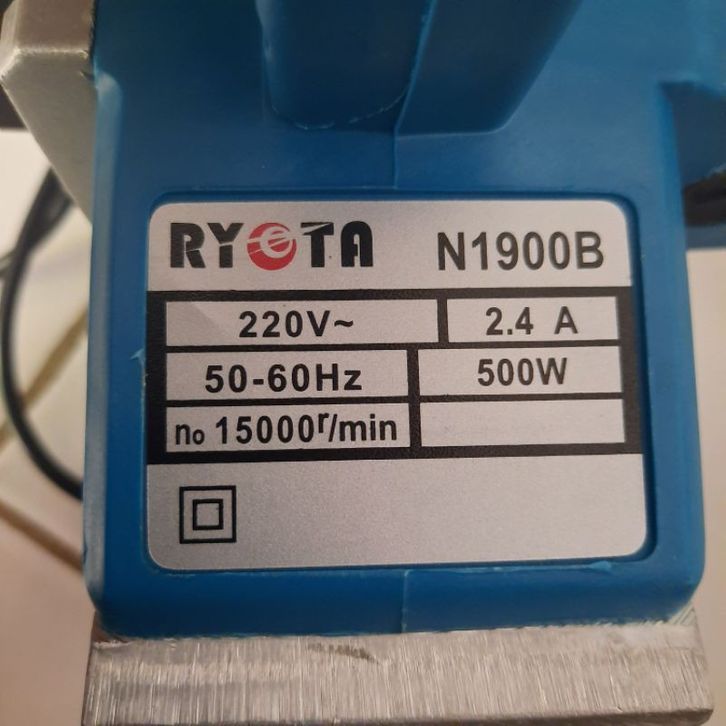 RYOTA N1900B
220V~ 2.4 A
50-60Hz 500W
no 15000r/min